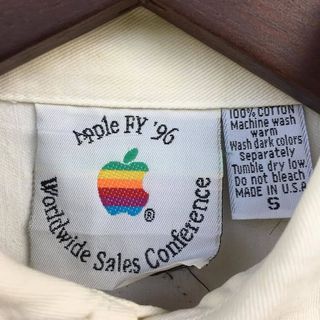 Apple FY '96
®
Worldwide Sales Conference
100% COTTON
Machine wash
warm
Wash dark colors
Separately
Tumble dry low.
Do not bleach
MADE IN U.S.A
S